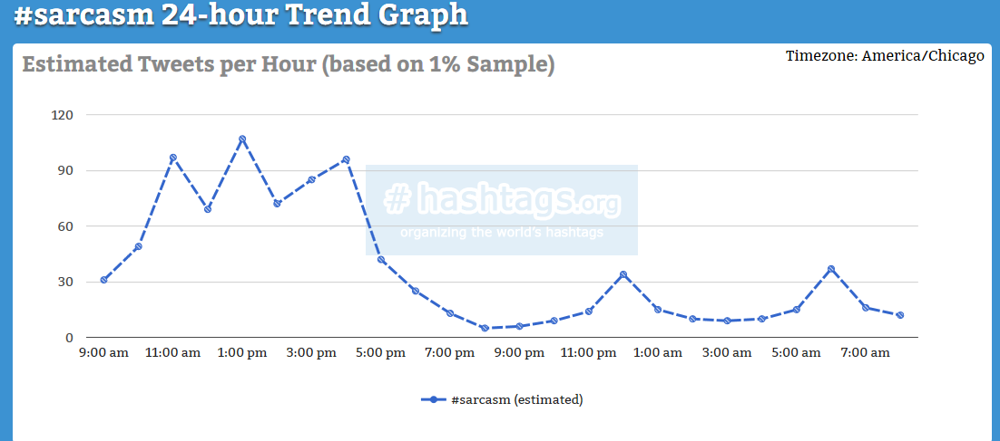 #sarcasm 24-hour Trend Graph
Estimated Tweets per Hour (based on 1% Sample)
Timezone: America/Chicago
120
90
60
30
0
# hashtags.org
organizing the world's hashtags
9:00 am 11:00 am 1:00 pm 3:00 pm 5:00 pm 7:00 pm 9:00 pm 11:00 pm 1:00 am 3:00 am 5:00 am 7:00 am
#sarcasm (estimated)